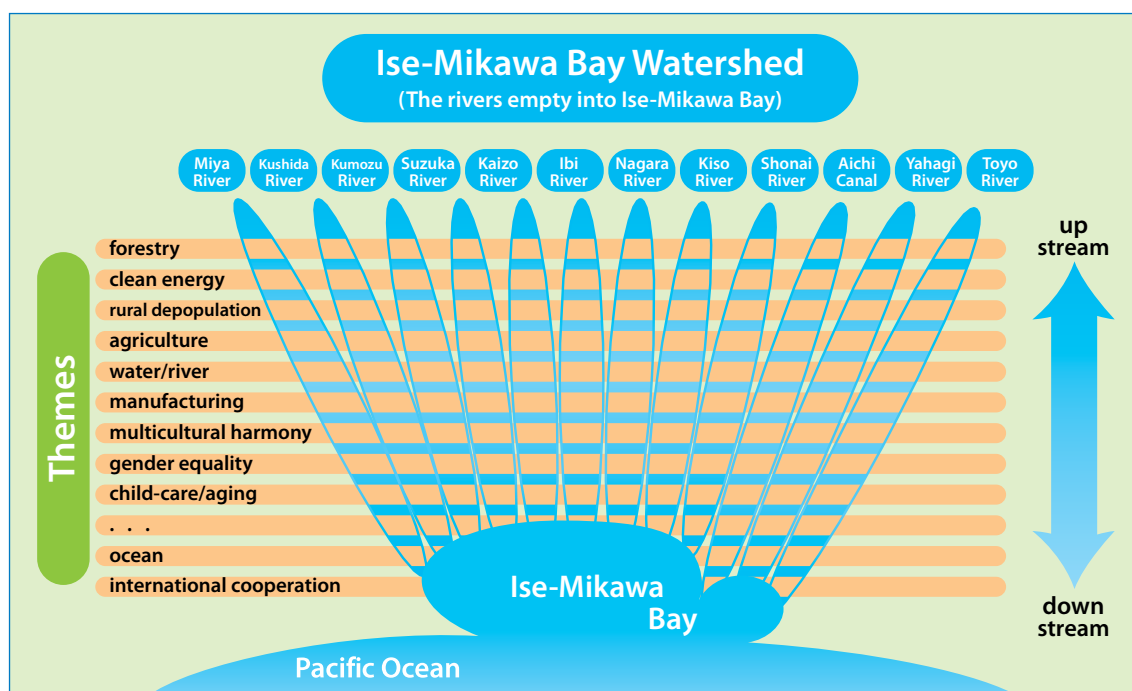 Ise-Mikawa Bay Watershed
(The rivers empty into Ise-Mikawa Bay)
Miya
River
Kushida
River
Kumozu
River
Suzuka
River
Kaizo
River
Ibi
River
Nagara
River
Kiso
River
Shonai
River
Aichi
Canal
Yahagi
River
Toyo
River
up
stream
Themes
forestry
clean energy
rural depopulation
agriculture
water/river
manufacturing
multicultural harmony
gender equality
child-care/aging
. . .
ocean
international cooperation
Ise-Mikawa
Bay
down
stream
Pacific Ocean